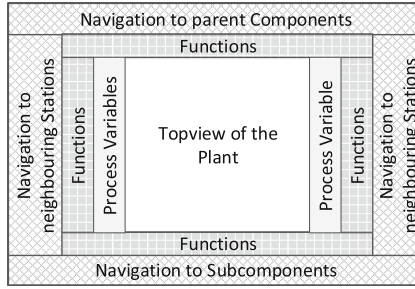 Navigation to parent Components
Functions
Navigation to
neighbouring Stations
Functions
Process Variables
Topview of the
Plant
Process Variable
Functions
Navigation to
neighbouring Stations
Functions
Navigation to Subcomponents